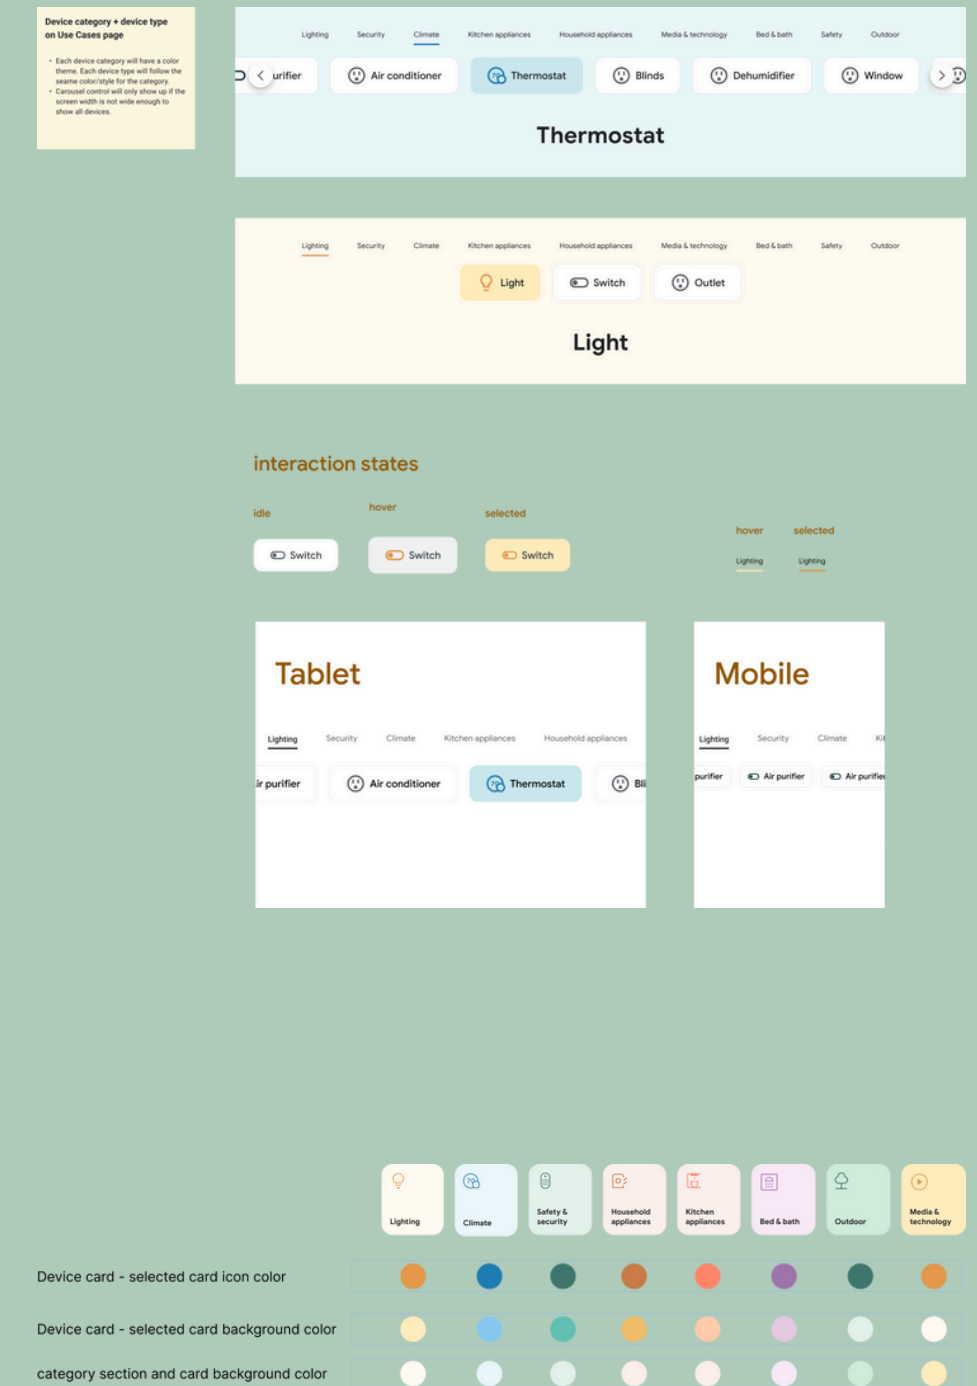 Device category + device type
on Use Cases page
• Each device category will have a color
theme. Each device type will follow the
seame color/style for the category.
• Carousel control will only show up if the
screen width is not wide enough to
show all devices.
Lighting Security Climate Kitchen appliances Household appliances Media & technology Bed & bath Safety Outdoor
urifier Air conditioner Thermostat Blinds Dehumidifier Window
Thermostat
Lighting Security Climate Kitchen appliances Household appliances Media & technology Bed & bath Safety Outdoor
Light Switch Outlet
Light
interaction states
idle hover selected
Switch Switch Switch
hover selected
Lighting Lighting
Tablet
Lighting Security Climate Kitchen appliances Household appliances
ir purifier Air conditioner Thermostat Bli
Mobile
Lighting Security Climate Kit
purifier Air purifier Air purifier
Lighting
Climate
Safety &
security
Household
appliances
Kitchen
appliances
Bed & bath
Outdoor
Media &
technology
Device card - selected card icon color
Device card - selected card background color
category section and card background color